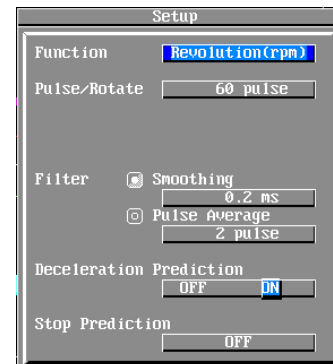 Setup
Function Revolution(rpm)
Pulse/Rotate 60 pulse
Filter Smoothing
0.2 ms
Pulse Average
2 pulse
Deceleration Prediction
OFF ON
Stop Prediction
OFF